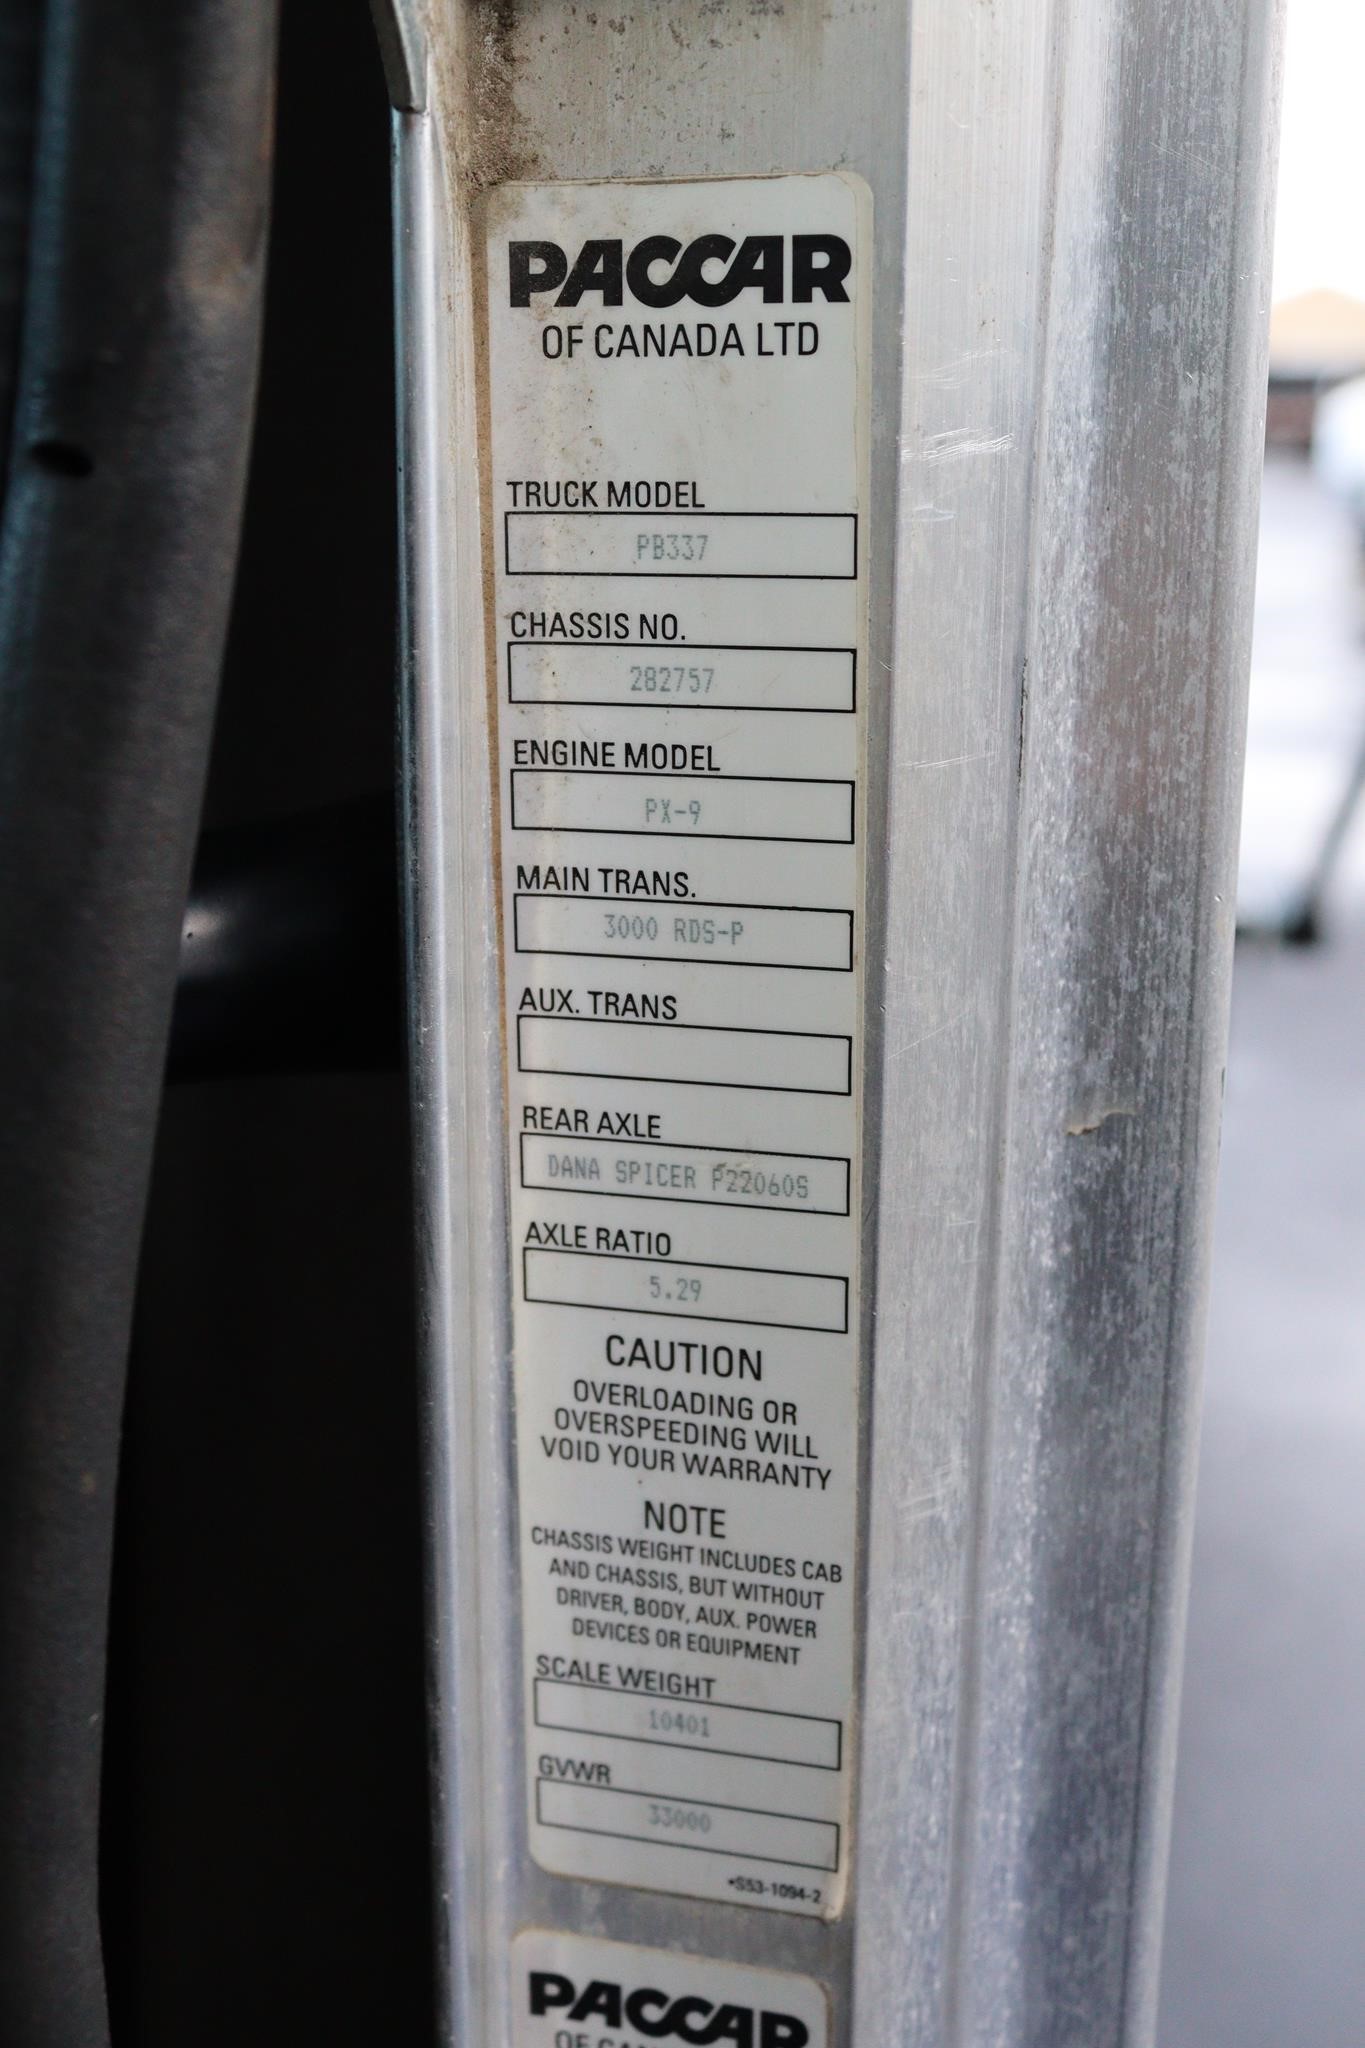 PACCAR
OF CANADA LTD
TRUCK MODEL
PB337
CHASSIS NO.
282757
ENGINE MODEL
PX-9
MAIN TRANS.
3000 RDS-P
AUX. TRANS
REAR AXLE
DANA SPICER P22060S
AXLE RATIO
5.29
CAUTION
OVERLOADING OR
OVERSPEEDING WILL
VOID YOUR WARRANTY
NOTE
CHASSIS WEIGHT INCLUDES CAB
AND CHASSIS, BUT WITHOUT
DRIVER, BODY, AUX. POWER
DEVICES OR EQUIPMENT
SCALE WEIGHT
10401
GVWR
33000
•S53-1094-2
PACCAR